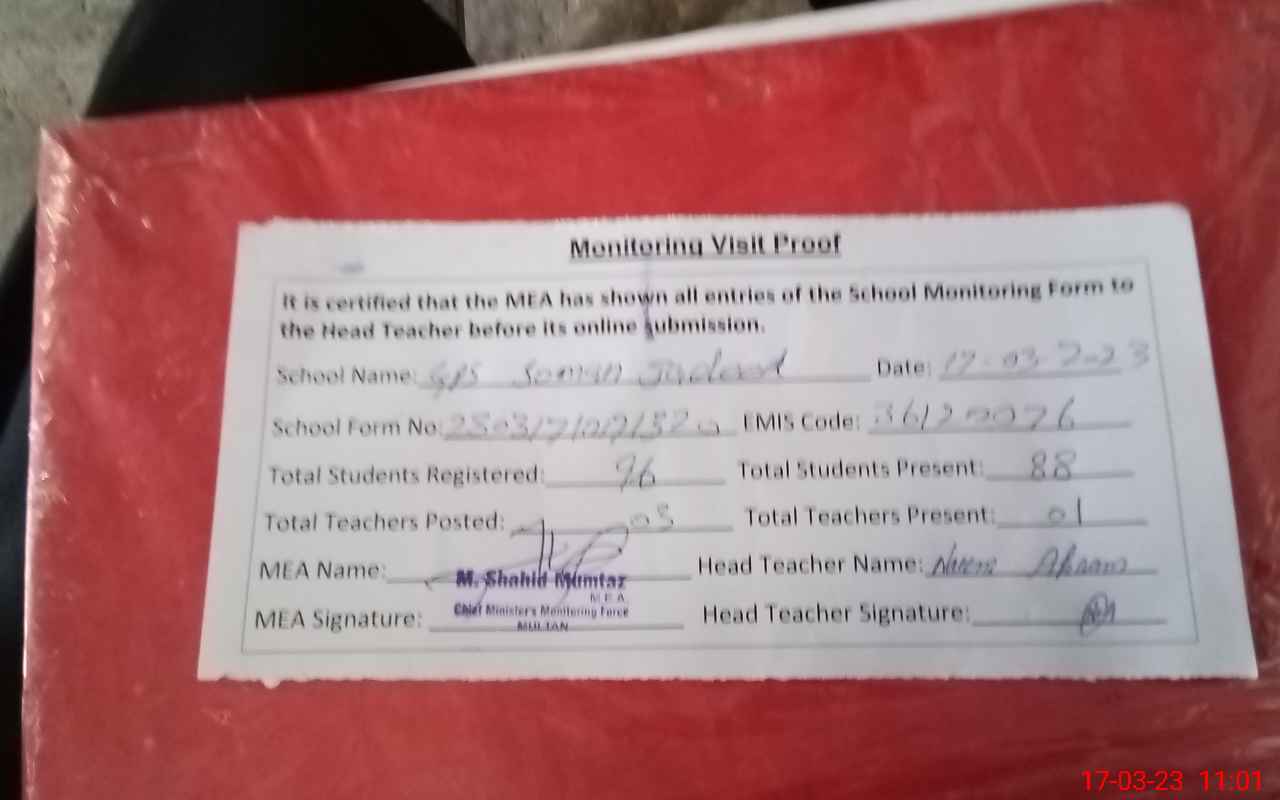 Monitoring Visit Proof
It is certified that the MEA has shown all entries of the School Monitoring Form to
the Head Teacher before its online submission.
School Name: GPS Date: 17-03-2023
School Form No: EMIS Code:
Total Students Registered: 96 Total Students Present: 88
Total Teachers Posted: 03 Total Teachers Present: 01
MEA Name: Head Teacher Name: Akram
M. Shahid Mumtaz
M.E.A
Chief Minister's Monitoring Force
MULTAN
MEA Signature: Head Teacher Signature:
17-03-23 11:01